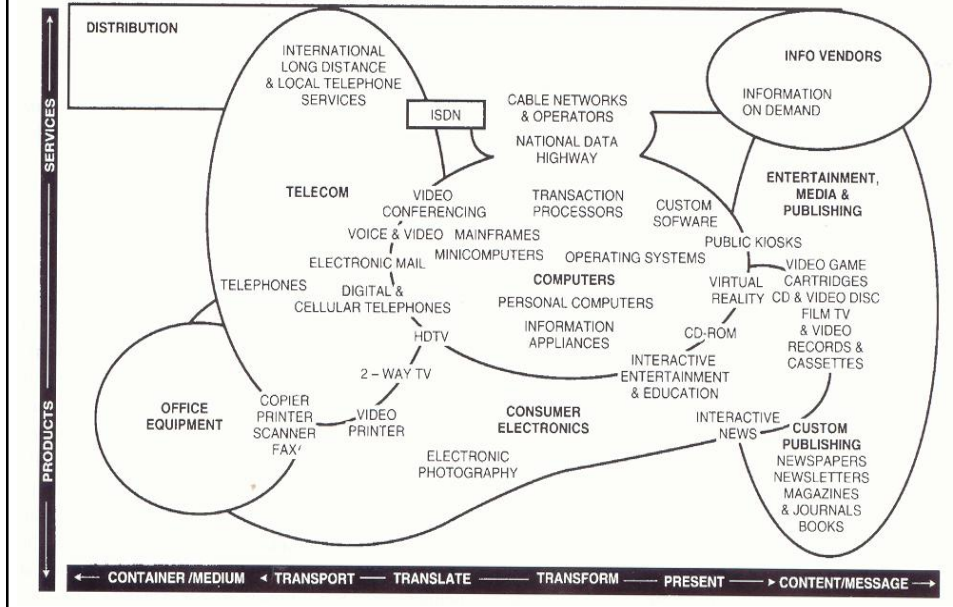 DISTRIBUTION
INTERNATIONAL
LONG DISTANCE
& LOCAL TELEPHONE
SERVICES
ISDN
CABLE NETWORKS
& OPERATORS
NATIONAL DATA
HIGHWAY
INFO VENDORS
INFORMATION
ON DEMAND
ENTERTAINMENT,
MEDIA &
PUBLISHING
TELECOM
VIDEO
CONFERENCING
TRANSACTION
PROCESSORS
CUSTOM
SOFWARE
VOICE & VIDEO
MAINFRAMES
PUBLIC KIOSKS
ELECTRONIC MAIL
MINICOMPUTERS
OPERATING SYSTEMS
TELEPHONES
DIGITAL &
CELLULAR TELEPHONES
COMPUTERS
PERSONAL COMPUTERS
VIRTUAL
REALITY
VIDEO GAME
CARTRIDGES
CD & VIDEO DISC
FILM TV
& VIDEO
RECORDS &
CASSETTES
HDTV
INFORMATION
APPLIANCES
CD-ROM
2 – WAY TV
INTERACTIVE
ENTERTAINMENT
& EDUCATION
OFFICE
EQUIPMENT
COPIER
PRINTER
SCANNER
FAX
VIDEO
PRINTER
CONSUMER
ELECTRONICS
INTERACTIVE
NEWS
ELECTRONIC
PHOTOGRAPHY
CUSTOM
PUBLISHING
NEWSPAPERS
NEWSLETTERS
MAGAZINES
& JOURNALS
BOOKS
SERVICES
PRODUCTS
CONTAINER /MEDIUM
TRANSPORT
TRANSLATE
TRANSFORM
PRESENT
CONTENT/MESSAGE